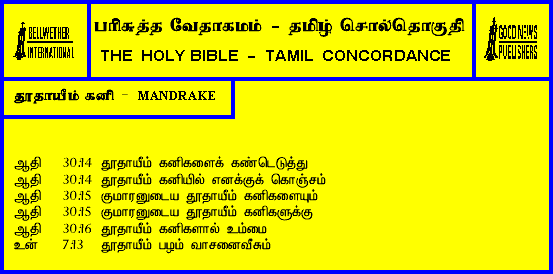 BELLWETHER
INTERNATIONAL
பரிசுத்த வேதாகமம் - தமிழ் சொல்தொகுதி
THE HOLY BIBLE - TAMIL CONCORDANCE
GOOD NEWS
PUBLISHERS
தூதாயீம் கனி - MANDRAKE
ஆதி 30:14 தூதாயீம் கனிகளைக் கண்டெடுத்து
ஆதி 30:14 தூதாயீம் கனியில் எனக்குக் கொஞ்சம்
ஆதி 30:15 குமாரனுடைய தூதாயீம் கனிகளையும்
ஆதி 30:15 குமாரனுடைய தூதாயீம் கனிகளுக்கு
ஆதி 30:16 தூதாயீம் கனிகளால் உம்மை
உன் 7:13 தூதாயீம் பழம் வாசனைவீசும்